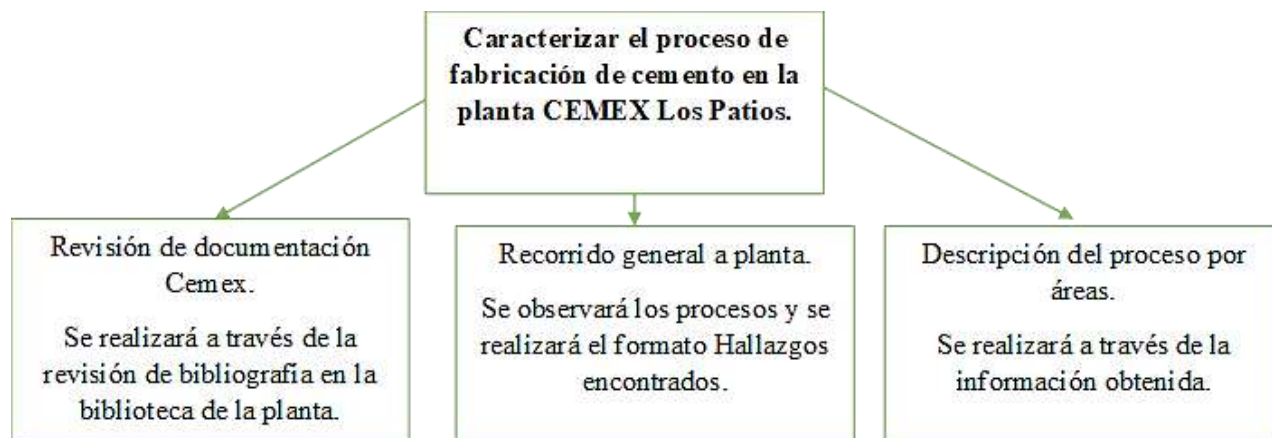 Caracterizar el proceso de
fabricación de cemento en la
planta CEMEX Los Patios.
Revisión de documentación
Cemex.
Se realizará a través de la
revisión de bibliografía en la
biblioteca de la planta.
Recorrido general a planta.
Se observará los procesos y se
realizará el formato Hallazgos
encontrados.
Descripción del proceso por
áreas.
Se realizará a través de la
información obtenida.